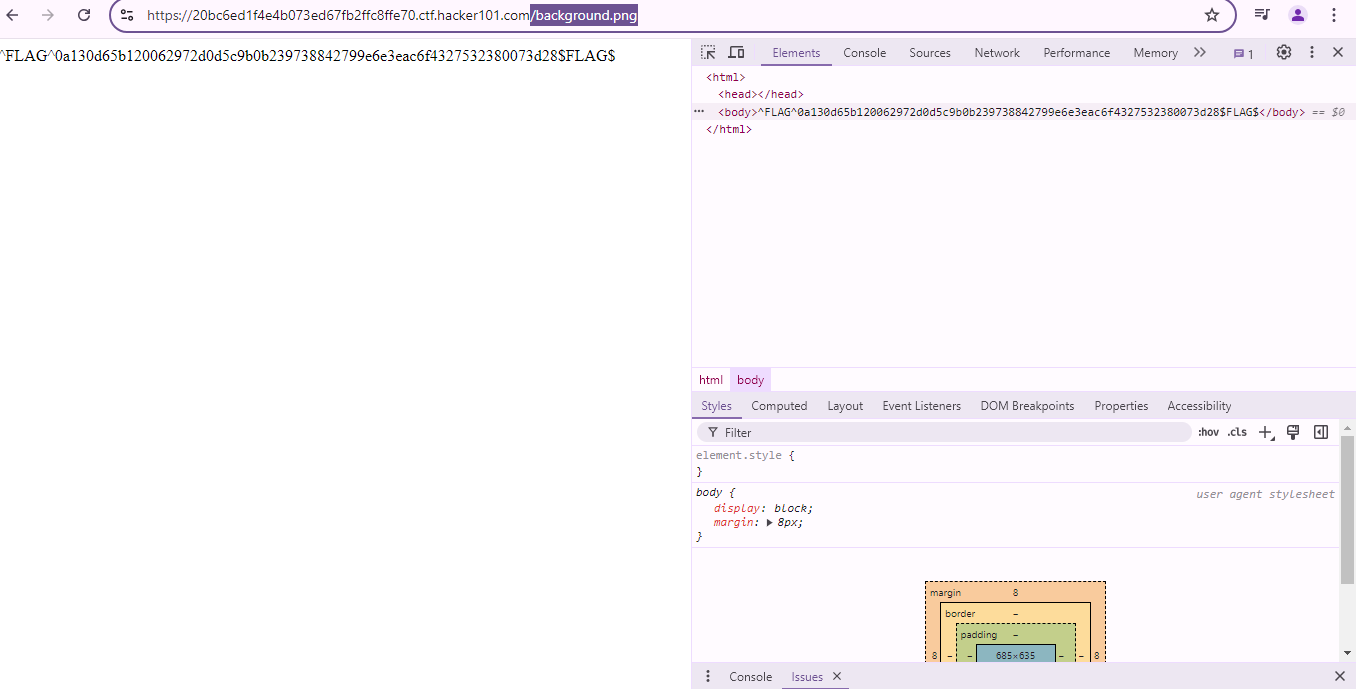 https://20bc6ed1f4e4b073ed67fb2ffc8ffe70.ctf.hacker101.com/background.png
^FLAG^0a130d65b120062972d0d5c9b0b239738842799e6e3eac6f4327532380073d28$FLAG$
Elements Console Sources Network Performance Memory 1
<html>
<head></head>
<body>^FLAG^0a130d65b120062972d0d5c9b0b239738842799e6e3eac6f4327532380073d28$FLAG$</body> == $0
</html>
html body
Styles Computed Layout Event Listeners DOM Breakpoints Properties Accessibility
Filter :hov .cls
element.style {
}
body { user agent stylesheet
display: block;
margin: 8px;
}
margin 8
border –
padding –
8 – – 685×635 – – 8
Console Issues